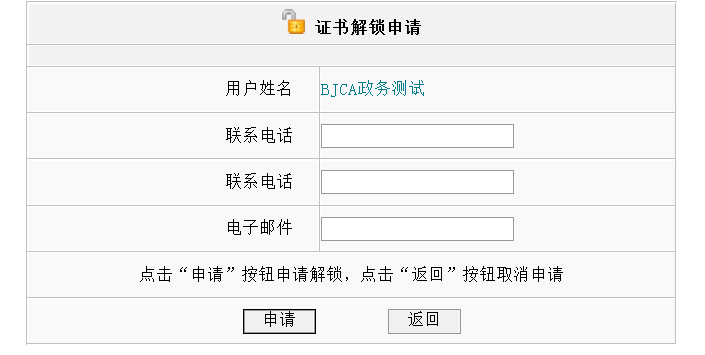 证书解锁申请
用户姓名 BJCA政务测试
联系电话
联系电话
电子邮件
点击“申请”按钮申请解锁，点击“返回”按钮取消申请
申请 返回